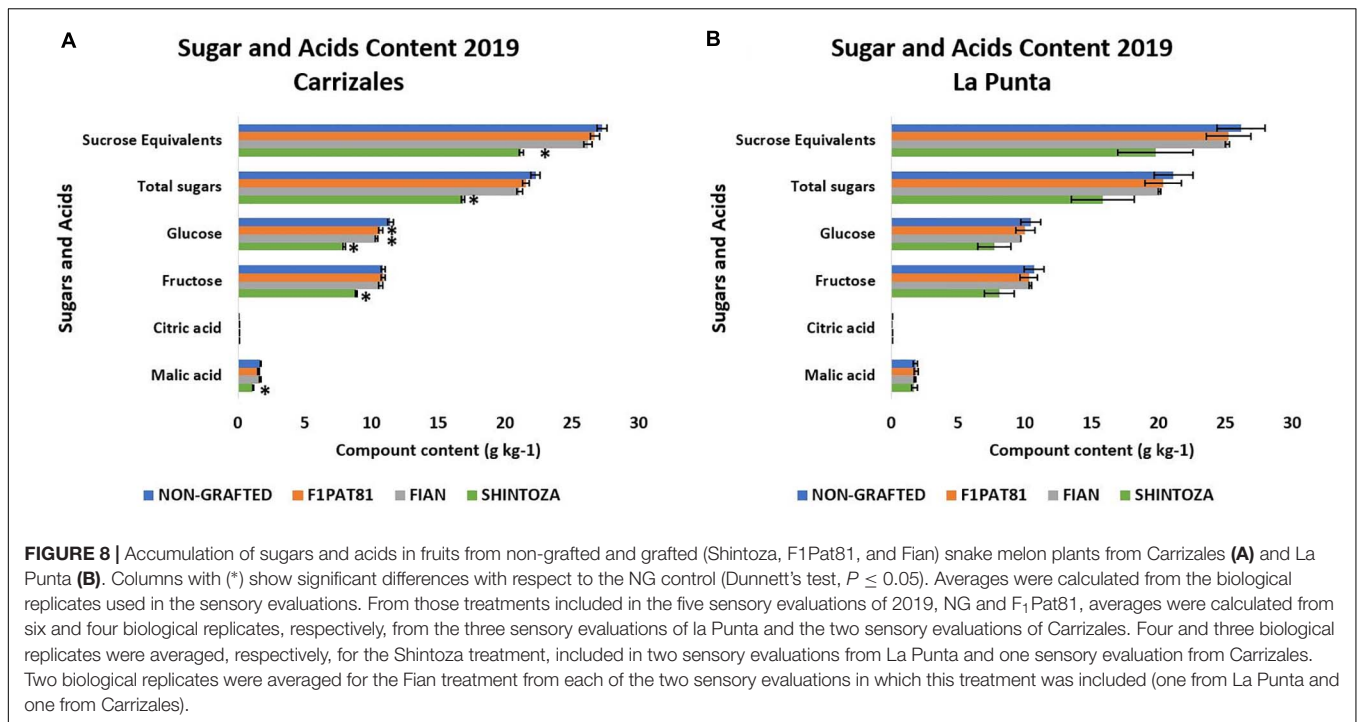 A
Sugar and Acids Content 2019
Carrizales
Sugars and Acids
Sucrose Equivalents
*
Total sugars
*
Glucose
*
*
*
Fructose
*
Citric acid
Malic acid
*
0 5 10 15 20 25 30
Compount content (g kg-1)
NON-GRAFTED F1PAT81 FIAN SHINTOZA
B
Sugar and Acids Content 2019
La Punta
Sugars and Acids
Sucrose Equivalents
Total sugars
Glucose
Fructose
Citric acid
Malic acid
0 5 10 15 20 25 30
Compount content (g kg-1)
NON-GRAFTED F1PAT81 FIAN SHINTOZA
FIGURE 8 | Accumulation of sugars and acids in fruits from non-grafted and grafted (Shintoza, F1Pat81, and Fian) snake melon plants from Carrizales (A) and La
Punta (B). Columns with (*) show significant differences with respect to the NG control (Dunnett's test, P ≤ 0.05). Averages were calculated from the biological
replicates used in the sensory evaluations. From those treatments included in the five sensory evaluations of 2019, NG and F₁Pat81, averages were calculated from
six and four biological replicates, respectively, from the three sensory evaluations of la Punta and the two sensory evaluations of Carrizales. Four and three biological
replicates were averaged, respectively, for the Shintoza treatment, included in two sensory evaluations from La Punta and one sensory evaluation from Carrizales.
Two biological replicates were averaged for the Fian treatment from each of the two sensory evaluations in which this treatment was included (one from La Punta and
one from Carrizales).